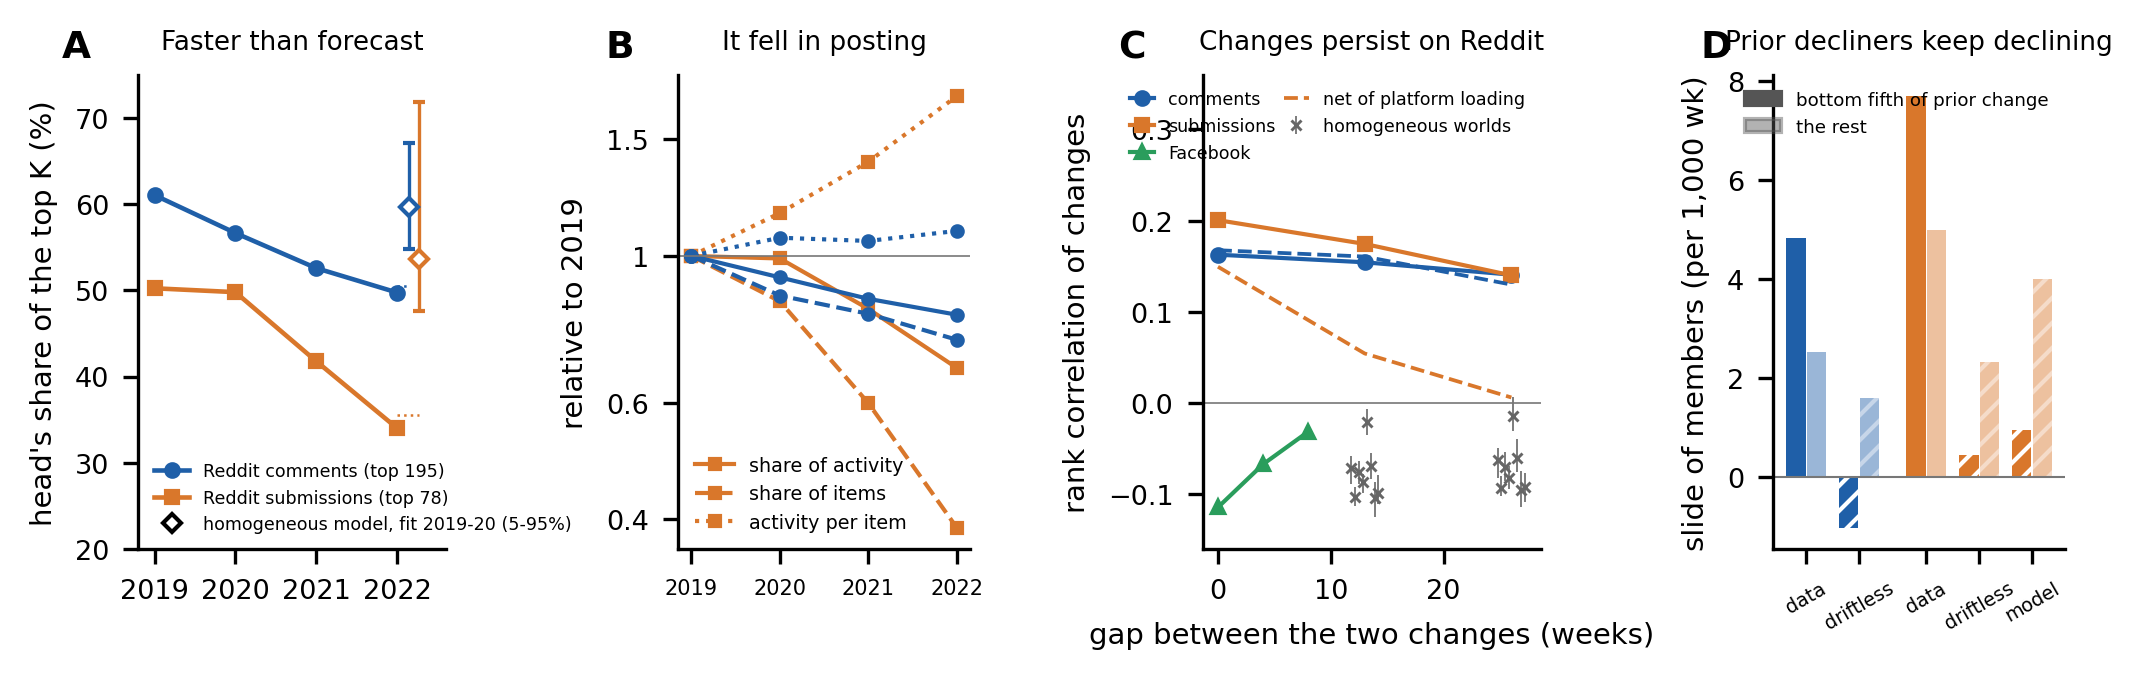 A
Faster than forecast
head's share of the top K (%)
70
60
50
40
30
20
2019 2020 2021 2022
Reddit comments (top 195)
Reddit submissions (top 78)
homogeneous model, fit 2019-20 (5-95%)
B
It fell in posting
relative to 2019
1.5
1
0.6
0.4
2019 2020 2021 2022
share of activity
share of items
activity per item
C
Changes persist on Reddit
rank correlation of changes
0.3
0.2
0.1
0.0
−0.1
0 10 20
gap between the two changes (weeks)
comments
submissions
Facebook
net of platform loading
homogeneous worlds
D
Prior decliners keep declining
slide of members (per 1,000 wk)
8
6
4
2
0
bottom fifth of prior change
the rest
data
driftless
data
driftless
model